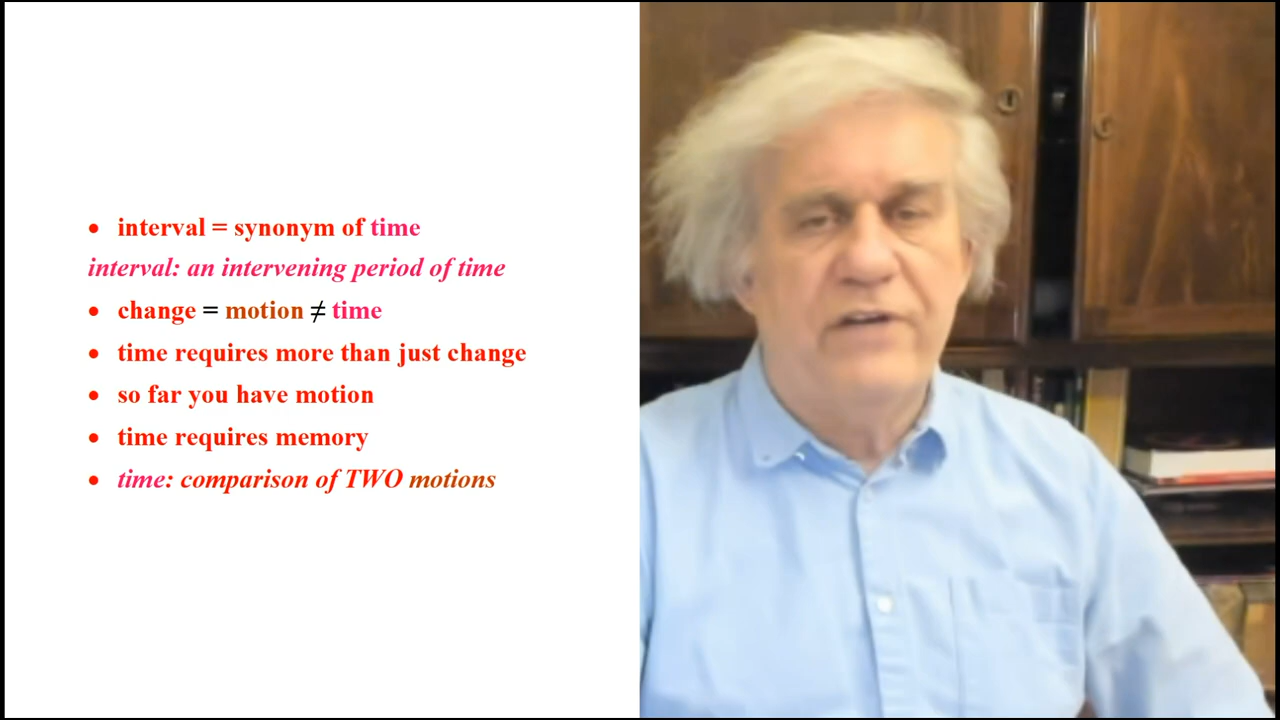 • interval = synonym of time
interval: an intervening period of time
• change = motion ≠ time
• time requires more than just change
• so far you have motion
• time requires memory
• time: comparison of TWO motions